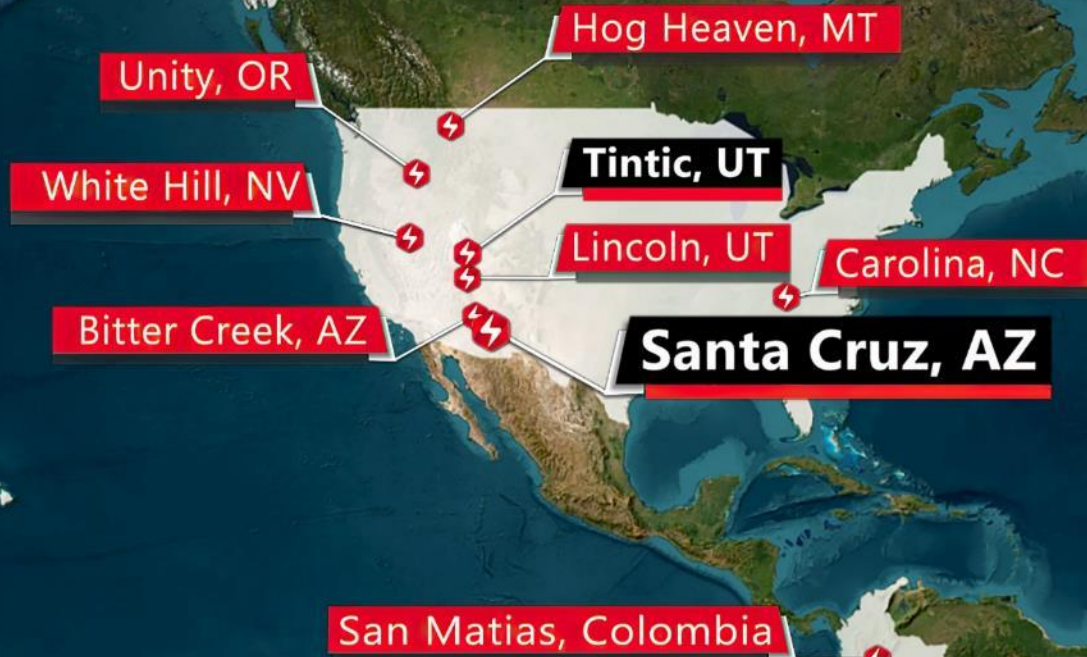 Hog Heaven, MT
Unity, OR
Tintic, UT
White Hill, NV
Lincoln, UT
Carolina, NC
Bitter Creek, AZ
Santa Cruz, AZ
San Matias, Colombia